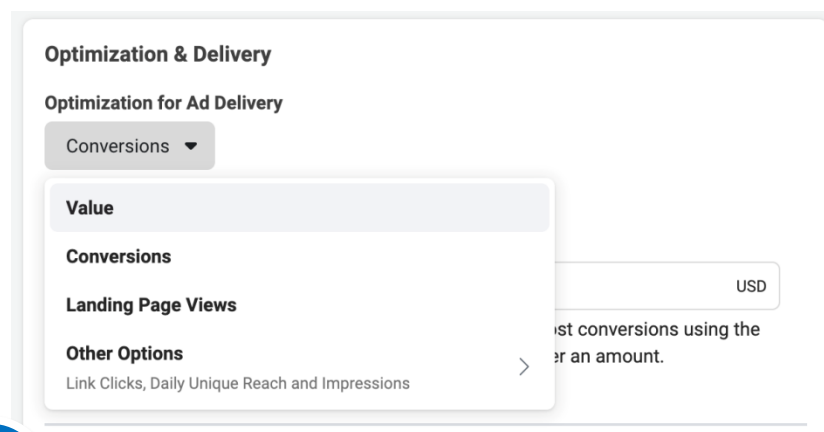 Optimization & Delivery
Optimization for Ad Delivery
Conversions
Value
Conversions
Landing Page Views
Other Options
Link Clicks, Daily Unique Reach and Impressions
USD
conversions using the
an amount.